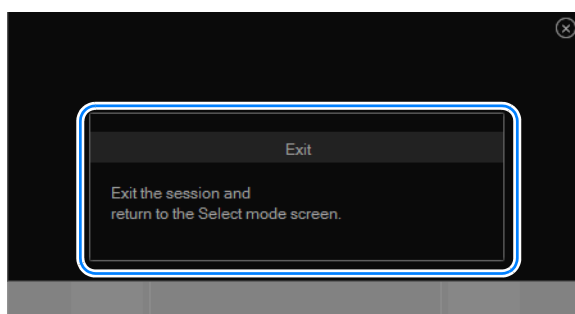 Exit
Exit the session and
return to the Select mode screen.